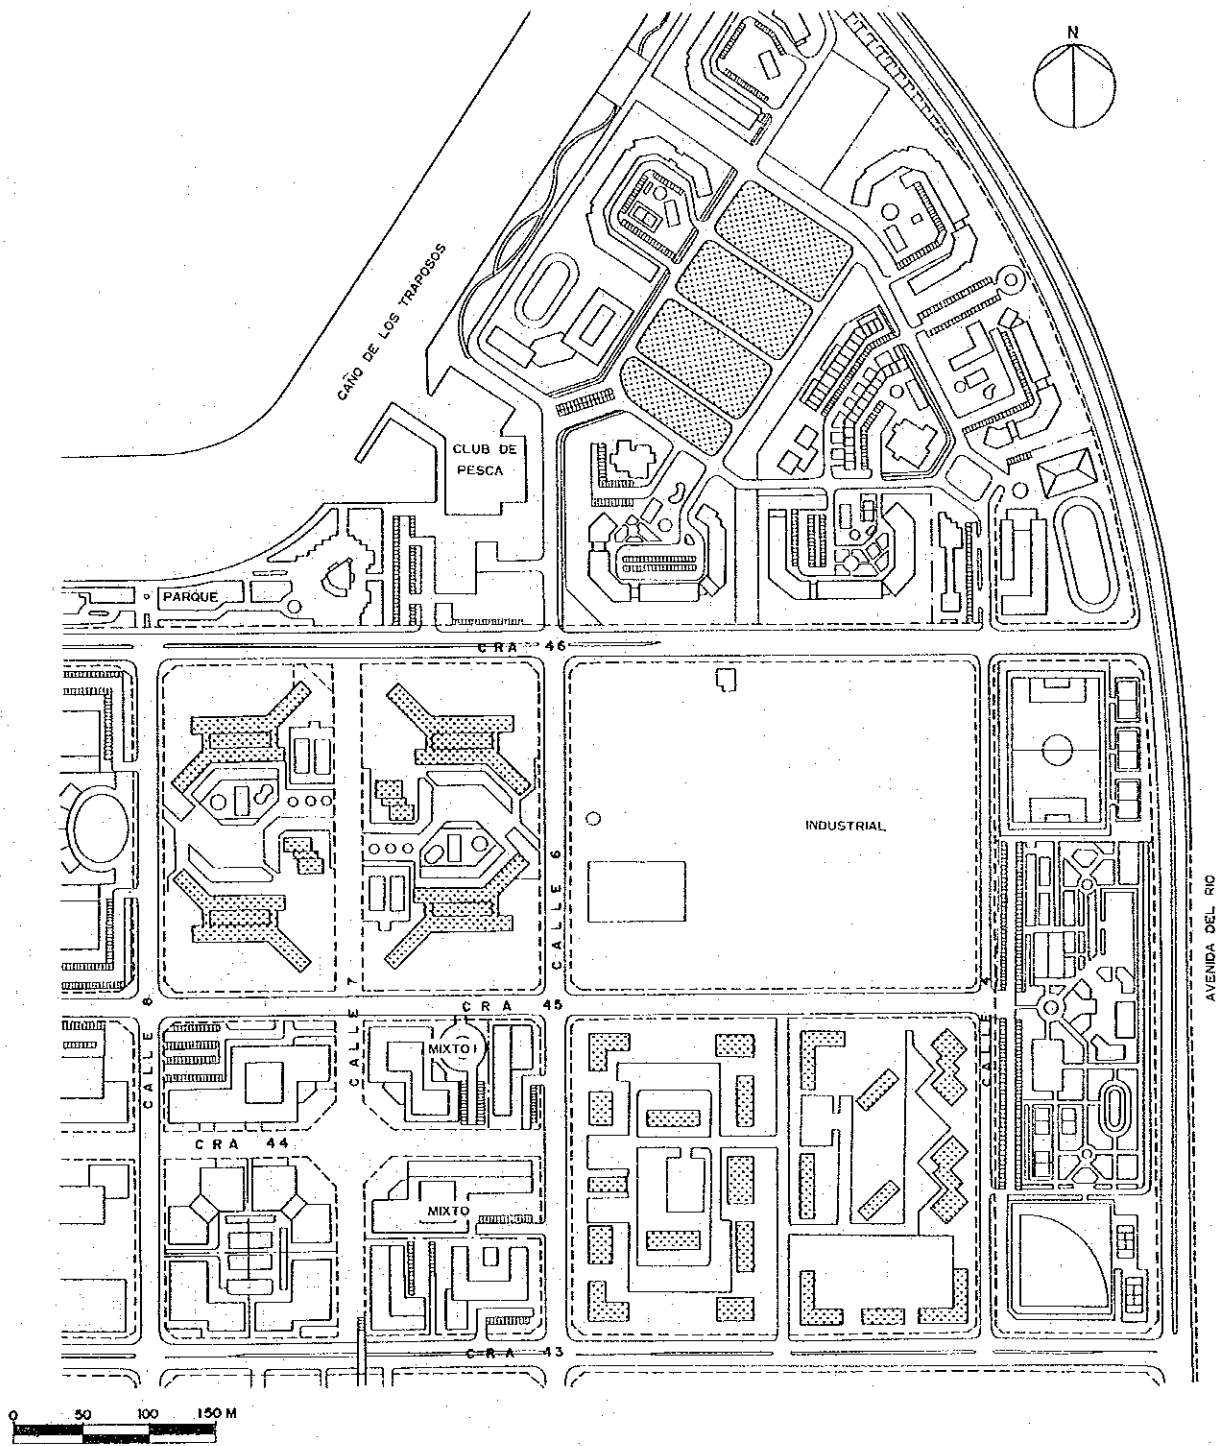 N
CAÑO DE LOS TRAPOSOS
CLUB DE
PESCA
PARQUE
CRA 46
INDUSTRIAL
CALLE 6
AVENIDA DEL RIO
CALLE 7
CALLE 4
CALLE 8
CRA 45
MIXTO I
CRA 44
MIXTO
CRA 43
0 50 100 150 M